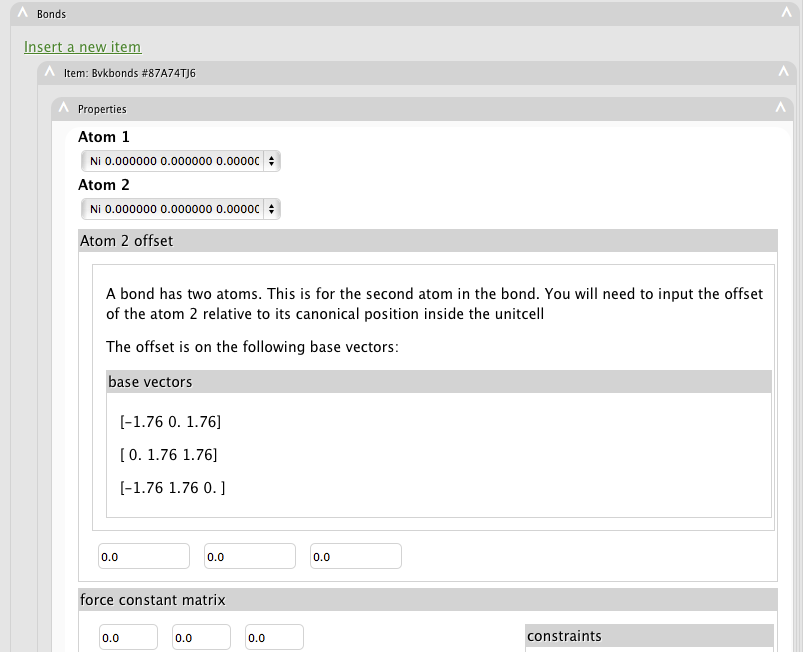 Bonds
Insert a new item
Item: Bvkbonds #87A74TJ6
Properties
Atom 1
Ni 0.000000 0.000000 0.00000
Atom 2
Ni 0.000000 0.000000 0.00000
Atom 2 offset
A bond has two atoms. This is for the second atom in the bond. You will need to input the offset
of the atom 2 relative to its canonical position inside the unitcell
The offset is on the following base vectors:
base vectors
[-1.76 0. 1.76]
[ 0. 1.76 1.76]
[-1.76 1.76 0. ]
0.0 0.0 0.0
force constant matrix
0.0 0.0 0.0 constraints